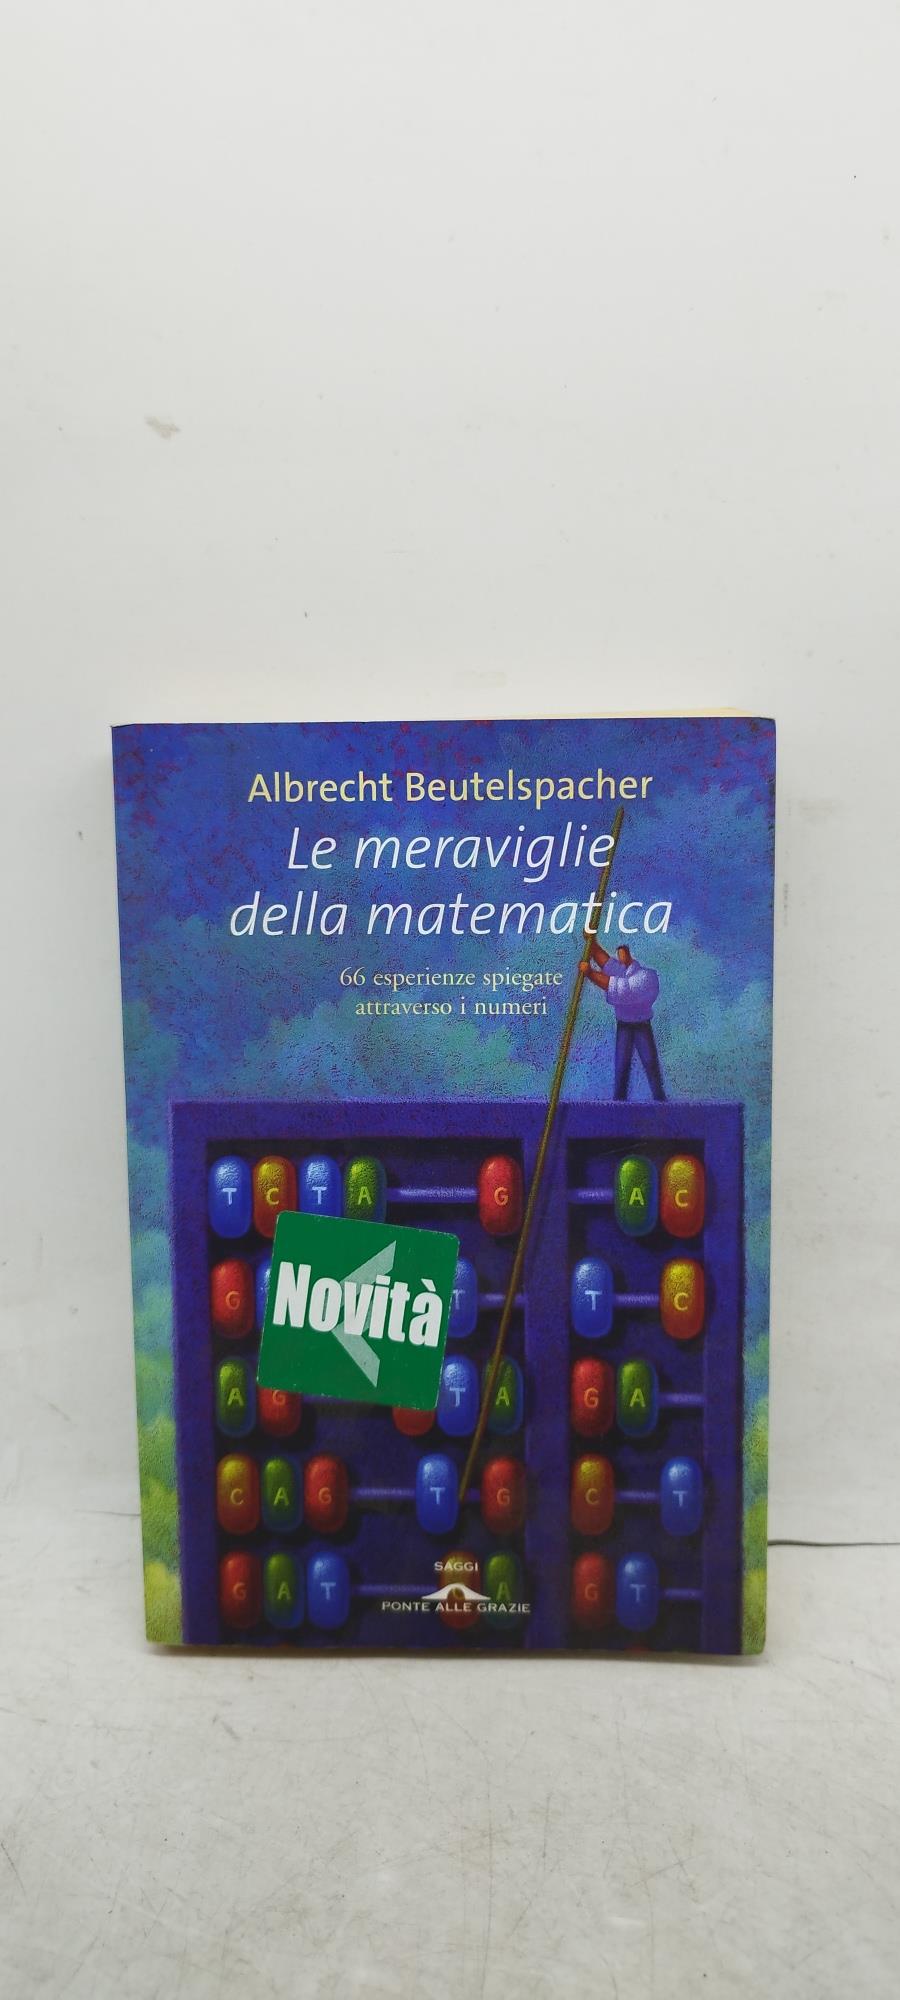 Albrecht Beutelspacher
Le meraviglie
della matematica
66 esperienze spiegate
attraverso i numeri
T C T A G A C
G T T C
Novità
A G T A G A
C A G T G C T
G A T A G T
SAGGI
PONTE ALLE GRAZIE